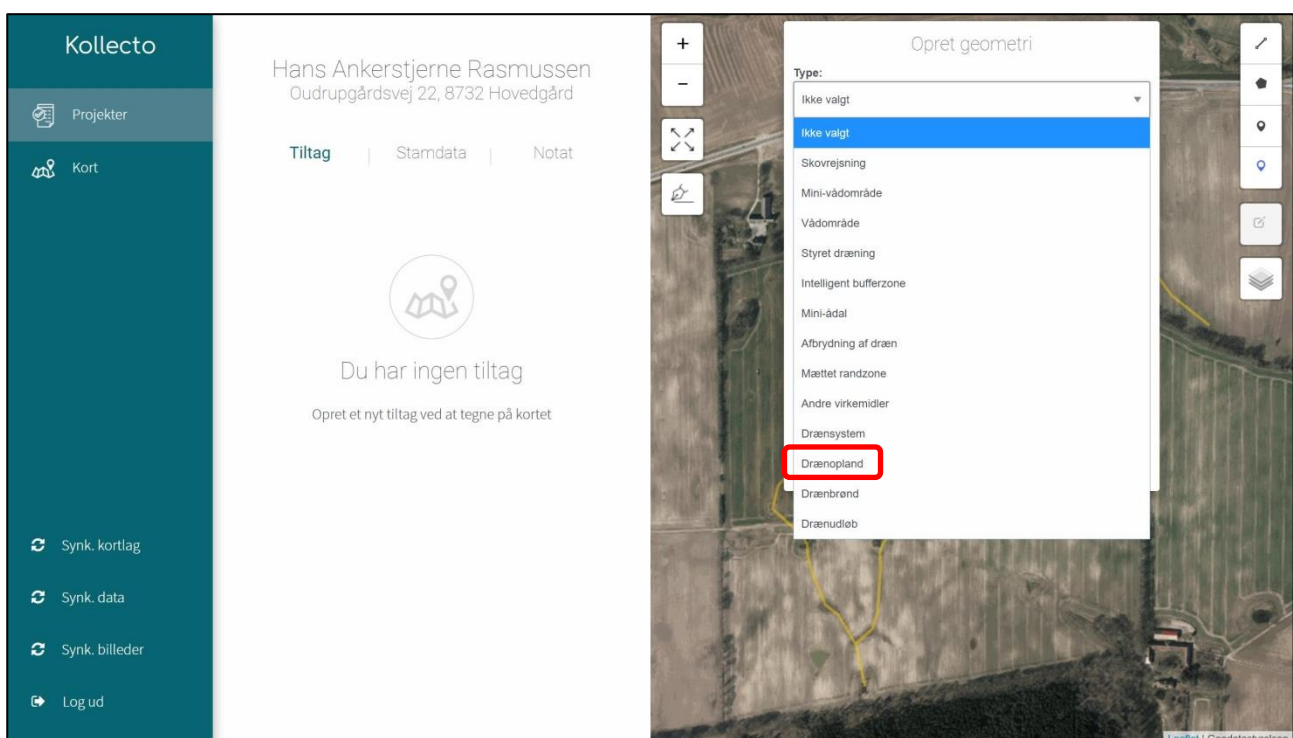 Kollecto
Projekter
Kort
Synk. kortlag
Synk. data
Synk. billeder
Log ud
Hans Ankerstjerne Rasmussen
Oudrupgårdsvej 22, 8732 Hovedgård
Tiltag | Stamdata | Notat
Du har ingen tiltag
Opret et nyt tiltag ved at tegne på kortet
+
−
Opret geometri
Type:
Ikke valgt
Ikke valgt
Skovrejsning
Mini-vådområde
Vådområde
Styret dræning
Intelligent bufferzone
Mini-ådal
Afbrydning af dræn
Mættet randzone
Andre virkemidler
Drænsystem
Drænopland
Drænbrønd
Drænudløb